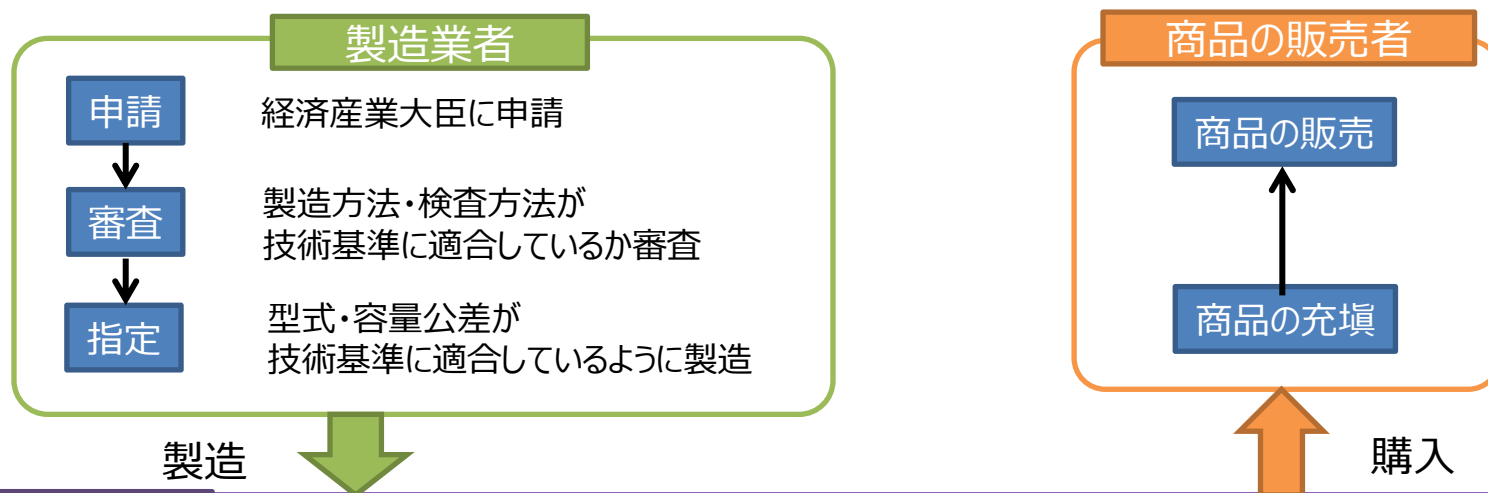 製造業者
申請
経済産業大臣に申請
審査
製造方法・検査方法が
技術基準に適合しているか審査
指定
型式・容量公差が
技術基準に適合しているように製造
製造
商品の販売者
商品の販売
商品の充塡
購入